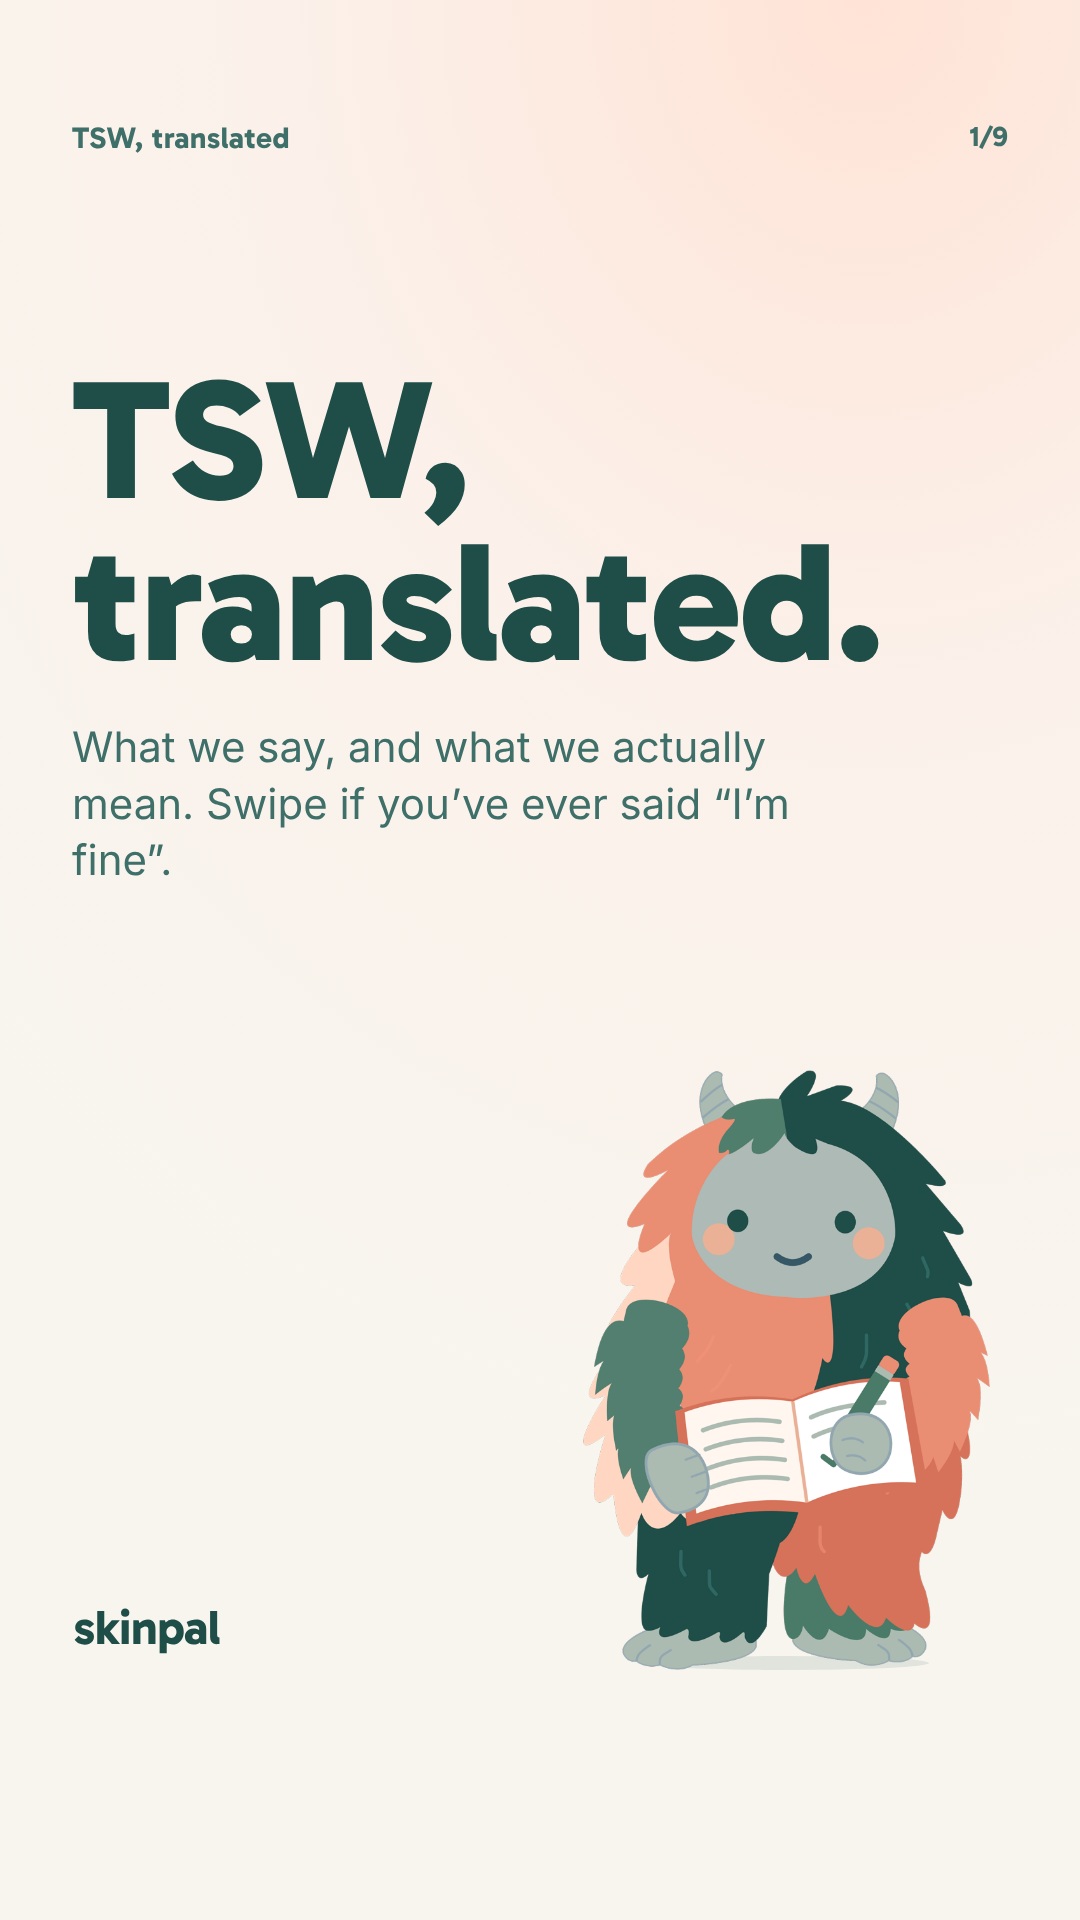 TSW, translated
1/9
TSW,
translated.
What we say, and what we actually
mean. Swipe if you’ve ever said “I’m
fine”.
skinpal